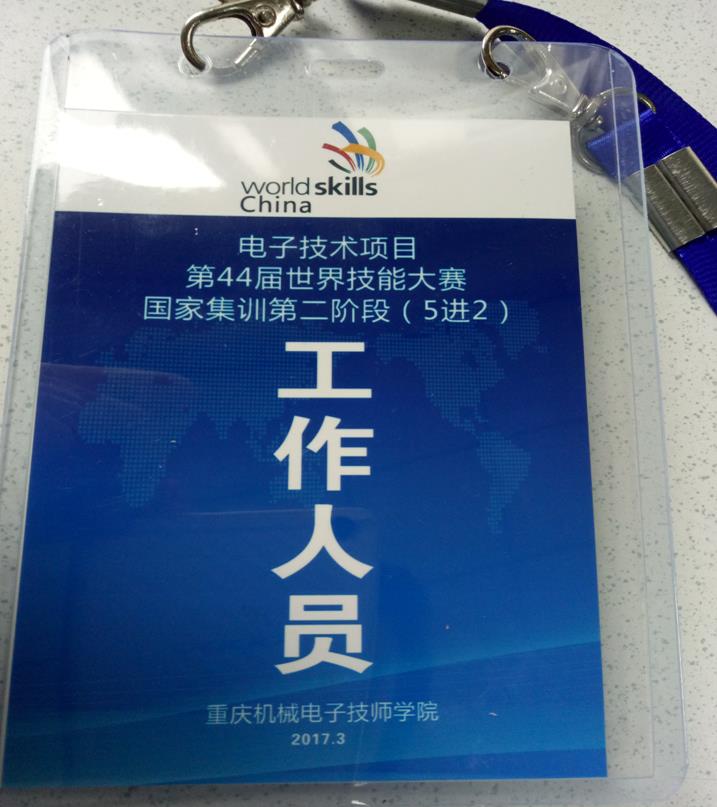 world skills
China
电子技术项目
第44届世界技能大赛
国家集训第二阶段（5进2）
工
作
人
员
重庆机械电子技师学院
2017.3